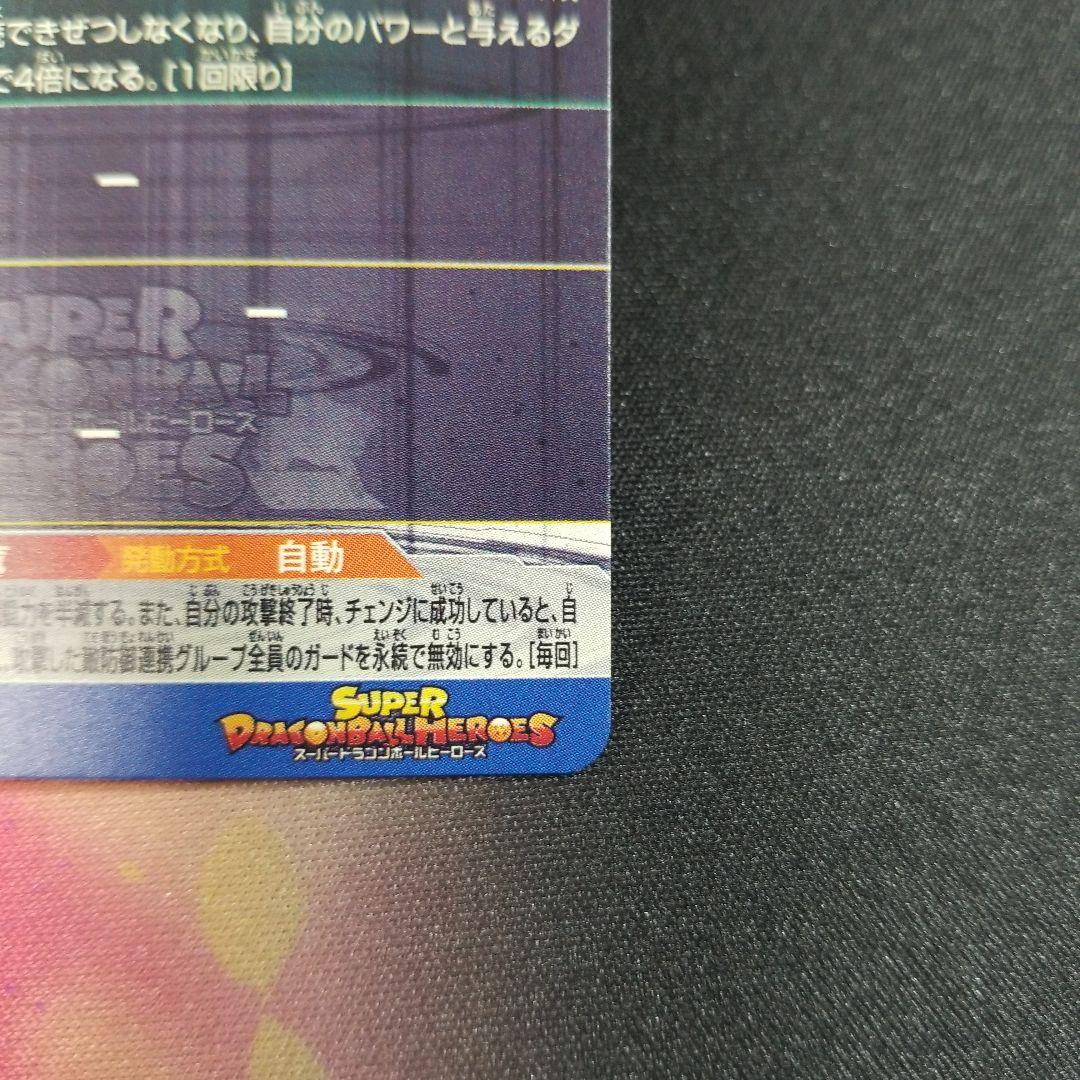 できぜつしなくなり、自分のパワーと与えるダ
で4倍になる。[1回限り]
SUPER
ヒーローズ
発動方式 自動
を半減する。また、自分の攻撃終了時、チェンジに成功していると、自
した敵防御連携グループ全員のガードを永続で無効にする。[毎回]
SUPER
DRAGONBALL HEROES
スーパードラゴンボールヒーローズ